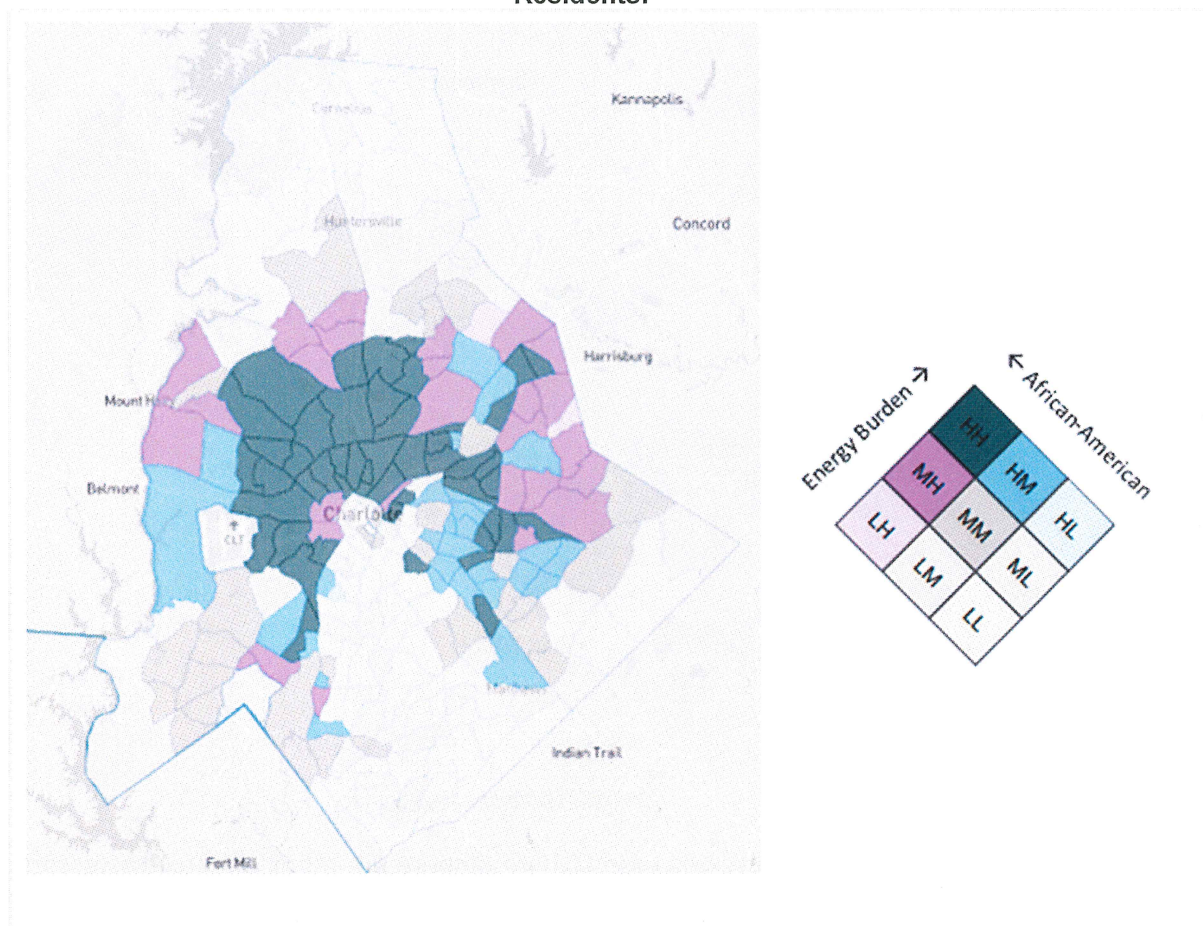 Cornelius
Kannapolis
Huntersville
Concord
Harrisburg
Mount
Belmont
Charlotte
CLT
Indian Trail
Fort Mill
Energy Burden
African-American
HH
MH
HM
LH
MM
HL
LM
ML
LL